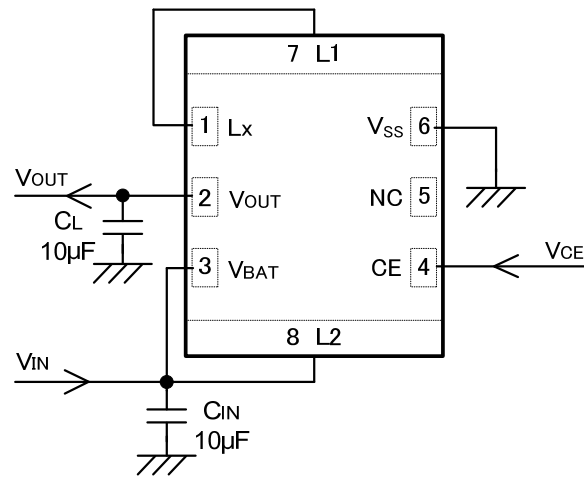 7 L1
1 Lx
VSS 6
VOUT
2 VOUT
NC 5
CL
10µF
3 VBAT
CE 4
VCE
8 L2
VIN
CIN
10µF